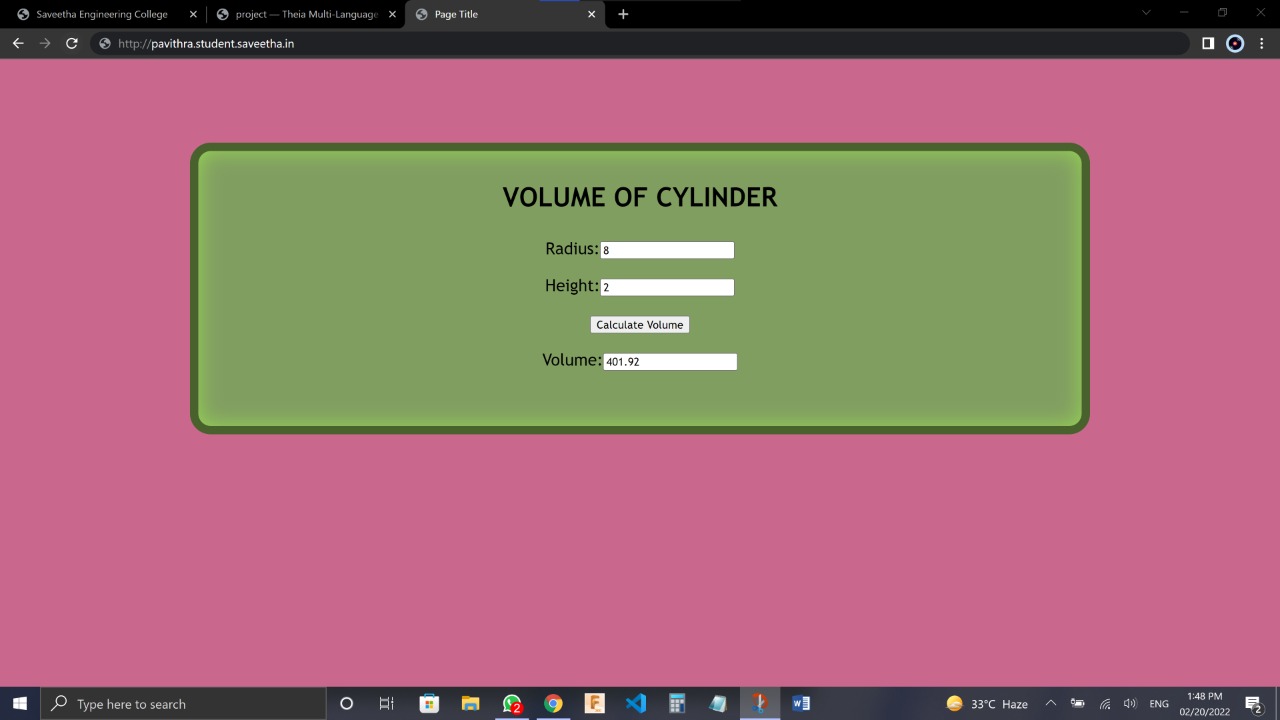 Saveetha Engineering College
project — Theia Multi-Language
Page Title
http://pavithra.student.saveetha.in
VOLUME OF CYLINDER
Radius: 8
Height: 2
Calculate Volume
Volume: 401.92
Type here to search
2
33°C Haze
ENG
1:48 PM
02/20/2022
2